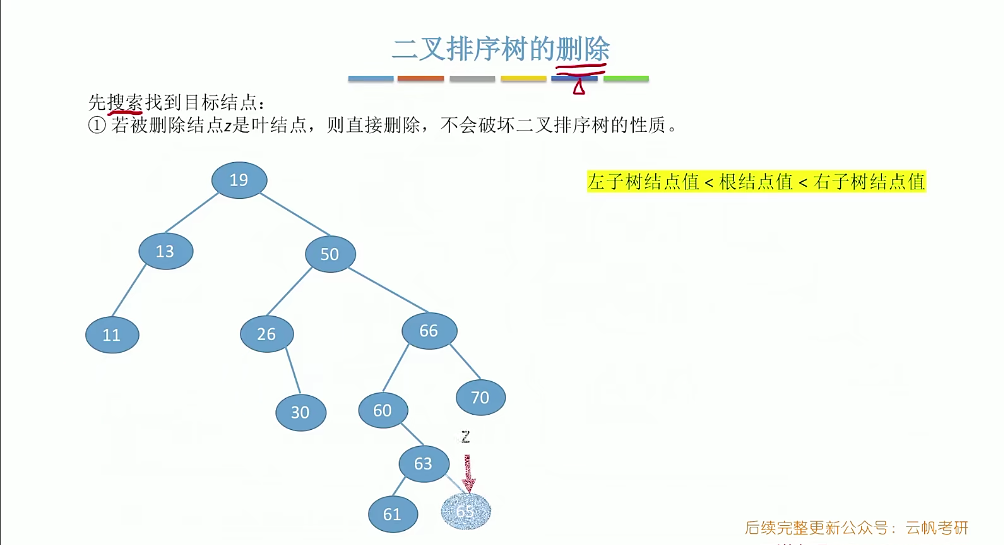 二叉排序树的删除
先搜索找到目标结点：
① 若被删除结点z是叶结点，则直接删除，不会破坏二叉排序树的性质。
左子树结点值 < 根结点值 < 右子树结点值
19
13
50
11
26
66
30
60
70
Z
63
61
65
后续完整更新公众号：云帆考研